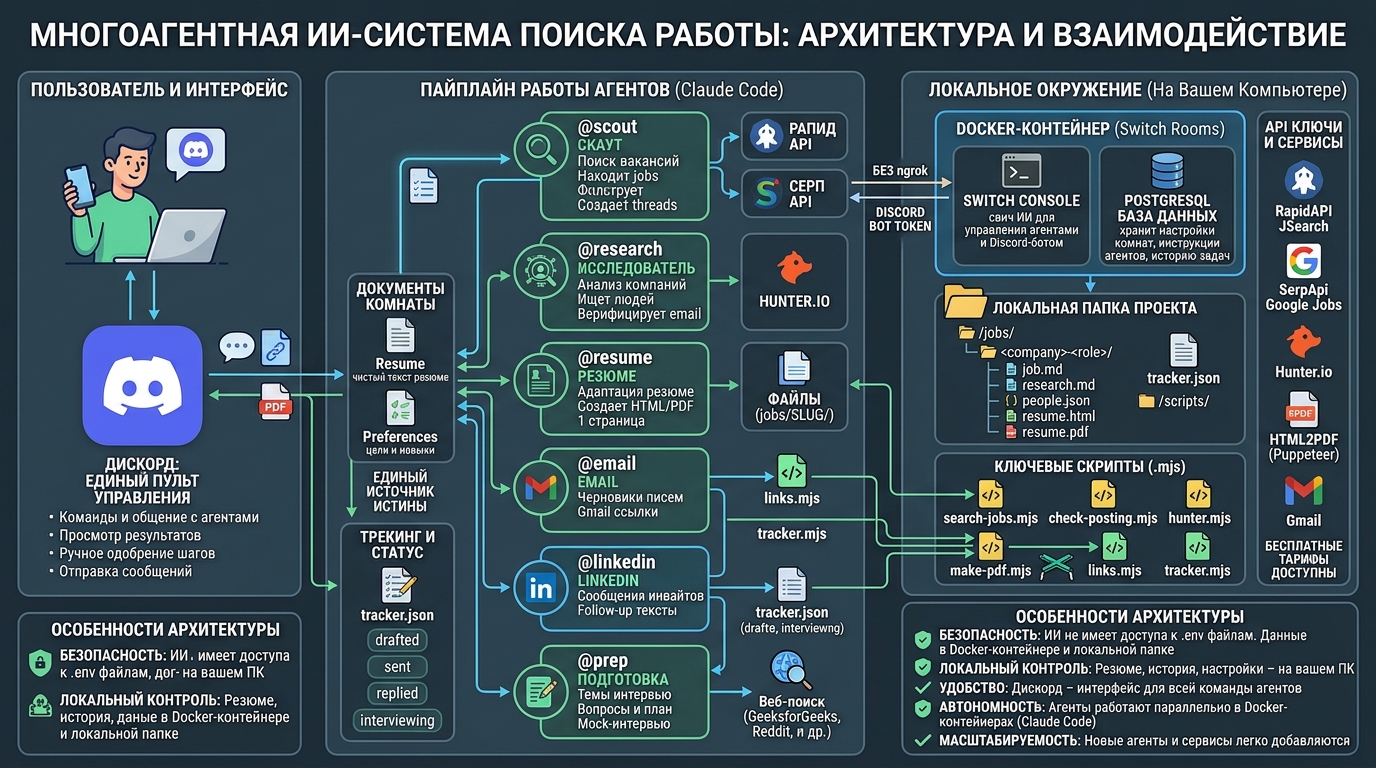 МНОГОАГЕНТНАЯ ИИ-СИСТЕМА ПОИСКА РАБОТЫ: АРХИТЕКТУРА И ВЗАИМОДЕЙСТВИЕ
ПОЛЬЗОВАТЕЛЬ И ИНТЕРФЕЙС
PDF
ДИСКОРД:
ЕДИНЫЙ ПУЛЬТ
УПРАВЛЕНИЯ
• Команды и общение с агентами
• Просмотр результатов
• Ручное одобрение шагов
• Отправка сообщений
ОСОБЕННОСТИ АРХИТЕКТУРЫ
БЕЗОПАСНОСТЬ: ИИ. имеет доступа
к .env файлам, дог- на вашем ПК
ЛОКАЛЬНЫЙ КОНТРОЛЬ: Резюме,
история, даные в Docker-контейнере
и локальной папке
ПАЙПЛАЙН РАБОТЫ АГЕНТОВ (Claude Code)
ДОКУМЕНТЫ
КОМНАТЫ
Resume
чистый текст резюме
Preferences
цели и новыки
ЕДИНЫЙ
ИСТОЧНИК
ИСТИНЫ
ТРЕКИНГ И
СТАТУС
tracker.json
drafted
sent
replied
interviewing
@scout
СКАУТ
Поиск вакансий
Находит jobs
Фильтрует
Создает threads
@research
ИССЛЕДОВАТЕЛЬ
Анализ компаний
Ищет людей
Верифицирует email
@resume
РЕЗЮМЕ
Адаптация резюме
Создает HTML/PDF
1 страница
@email
EMAIL
Черновики писем
Gmail ссылки
@linkedin
LINKEDIN
Сообщения инвайтов
Follow-up тексты
in
@prep
ПОДГОТОВКА
Темы интервью
Вопросы и план
Mock-интервью
РАПИД
API
СЕРП
API
HUNTER.IO
ФАЙЛЫ
(jobs/SLUG/)
links.mjs
tracker.mjs
tracker.json
(drafte, interviewng)
Веб-поиск
(GeeksforGeeks,
Reddit, и др.)
БЕЗ ngrok
DISCORD
BOT TOKEN
ЛОКАЛЬНОЕ ОКРУЖЕНИЕ (На Вашем Компьютере)
DOCKER-КОНТЕЙНЕР (Switch Rooms)
SWITCH CONSOLE
свич ИИ для
управления агентами
и Discord-ботом
POSTGRESQL
БАЗА ДАННЫХ
хранит настройки
комнат, инструкции
агентов, историю задач
ЛОКАЛЬНАЯ ПАПКА ПРОЕКТА
/jobs/
<company>-<role>/
job.md
research.md
people.json
resume.html
resume.pdf
tracker.json
/scripts/
КЛЮЧЕВЫЕ СКРИПТЫ (.mjs)
search-jobs.mjs
check-posting.mjs
hunter.mjs
make-pdf.mjs
links.mjs
tracker.mjs
API КЛЮЧИ
И СЕРВИСЫ
RapidAPI
JSearch
SerpApi
Google Jobs
Hunter.io
HTML2PDF
(Puppeteer)
Gmail
БЕСПЛАТНЫЕ
ТАРИФЫ
ДОСТУПНЫ
ОСОБЕННОСТИ АРХИТЕКТУРЫ
БЕЗОПАСНОСТЬ: ИИ не имеет доступа к .env файлам. Данные
в Docker-контейнере и локальной папке
ЛОКАЛЬНЫЙ КОНТРОЛЬ: Резюме, история, настройки – на вашем ПК
УДОБСТВО: Дискорд – интерфейс для всей команды агентов
АВТОНОМНОСТЬ: Агенты работают параллельно в Docker-
контейиерах (Claude Code)
МАСШТАБИРУЕМОСТЬ: Новые агенты и сервисы легко добавляются